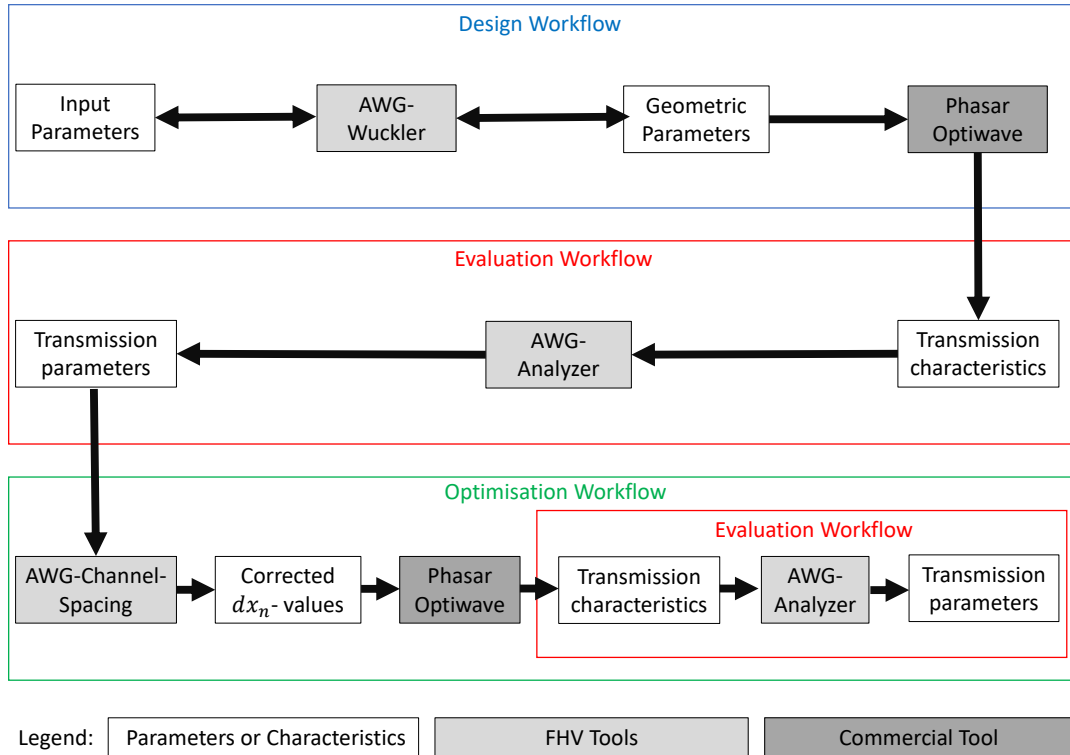 Design Workflow
Input
Parameters
AWG-
Wuckler
Geometric
Parameters
Phasar
Optiwave
Evaluation Workflow
Transmission
parameters
AWG-
Analyzer
Transmission
characteristics
Optimisation Workflow
Evaluation Workflow
AWG-Channel-
Spacing
Corrected
dxₙ- values
Phasar
Optiwave
Transmission
characteristics
AWG-
Analyzer
Transmission
parameters
Legend:
Parameters or Characteristics
FHV Tools
Commercial Tool